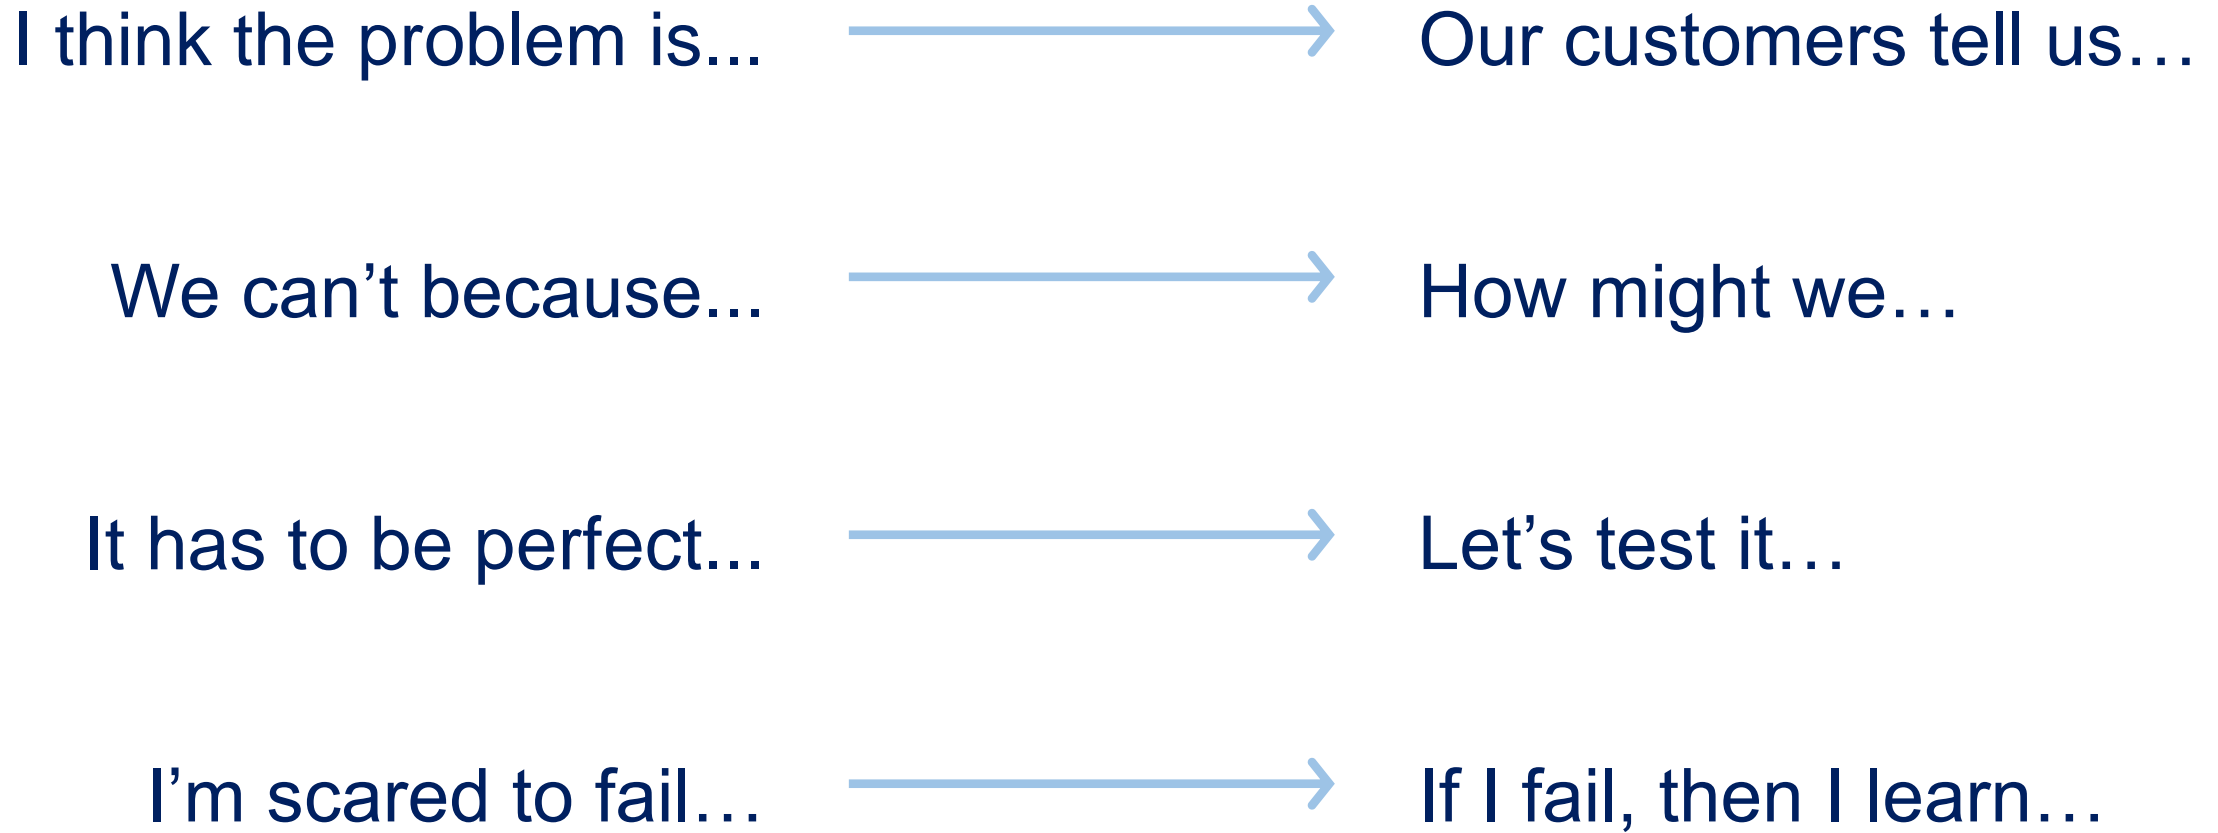 I think the problem is... Our customers tell us…
We can’t because... How might we…
It has to be perfect... Let’s test it…
I’m scared to fail… If I fail, then I learn…